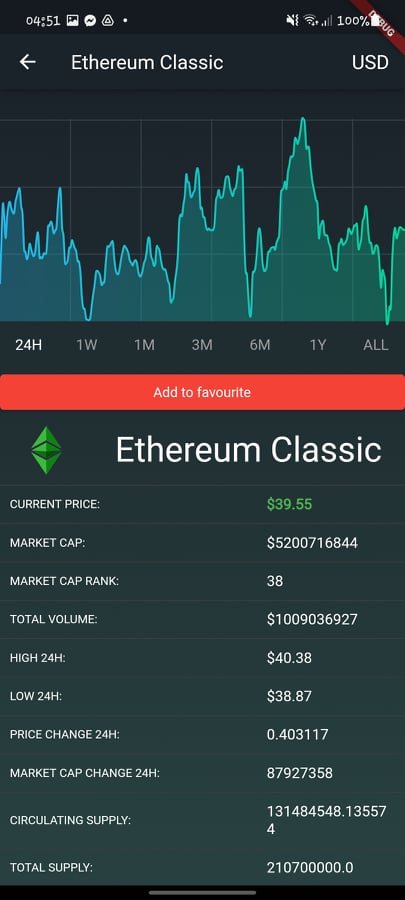 04:51 100%
DEBUG
Ethereum Classic USD
24H 1W 1M 3M 6M 1Y ALL
Add to favourite
Ethereum Classic
CURRENT PRICE: $39.55
MARKET CAP: $5200716844
MARKET CAP RANK: 38
TOTAL VOLUME: $1009036927
HIGH 24H: $40.38
LOW 24H: $38.87
PRICE CHANGE 24H: 0.403117
MARKET CAP CHANGE 24H: 87927358
CIRCULATING SUPPLY: 131484548.13557
4
TOTAL SUPPLY: 210700000.0